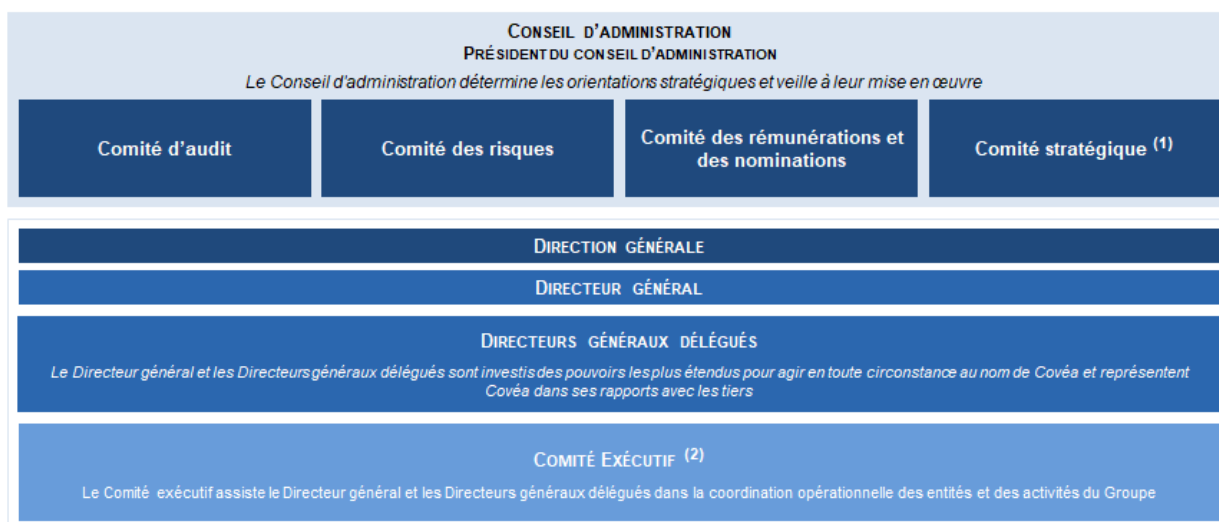 CONSEIL D'ADMINISTRATION
PRÉSIDENT DU CONSEIL D'ADMINISTRATION
Le Conseil d'administration détermine les orientations stratégiques et veille à leur mise en œuvre
Comité d'audit
Comité des risques
Comité des rémunérations et
des nominations
Comité stratégique (1)
DIRECTION GÉNÉRALE
DIRECTEUR GÉNÉRAL
DIRECTEURS GÉNÉRAUX DÉLÉGUÉS
Le Directeur général et les Directeurs généraux délégués sont investis des pouvoirs les plus étendus pour agir en toute circonstance au nom de Covéa et représentent
Covéa dans ses rapports avec les tiers
COMITÉ EXÉCUTIF (2)
Le Comité exécutif assiste le Directeur général et les Directeurs généraux délégués dans la coordination opérationnelle des entités et des activités du Groupe